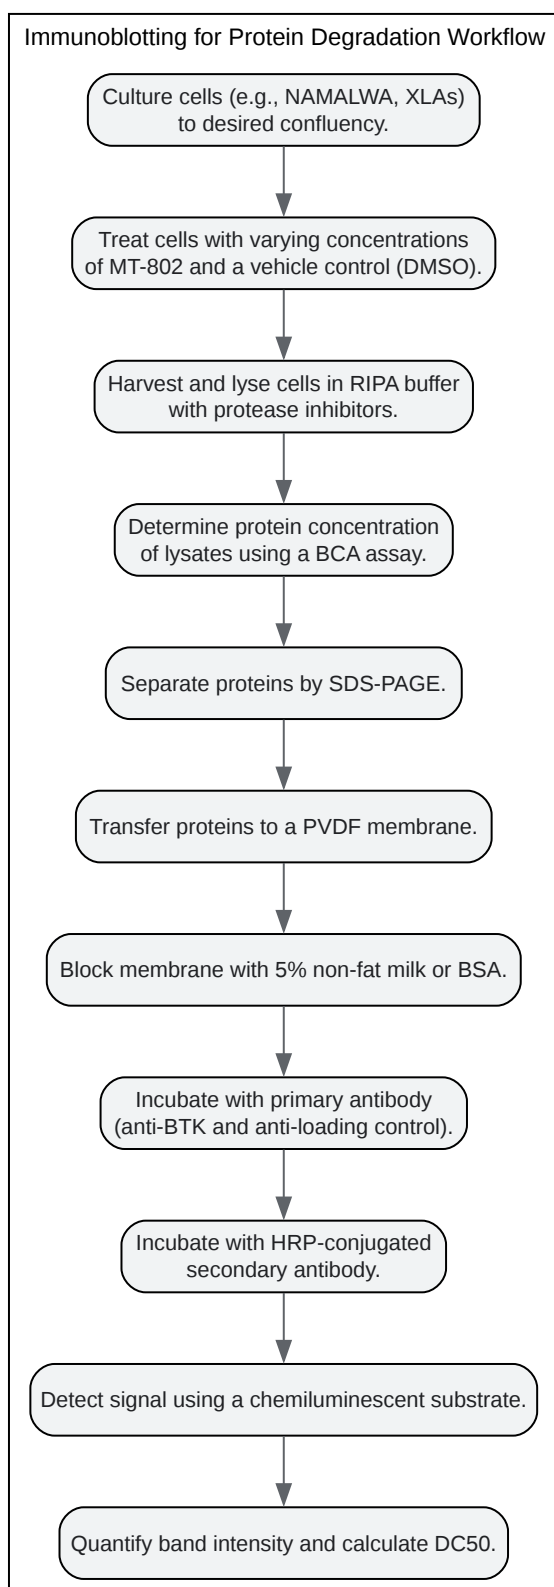 Immunoblotting for Protein Degradation Workflow
Culture cells (e.g., NAMALWA, XLAs)
to desired confluency.
Treat cells with varying concentrations
of MT-802 and a vehicle control (DMSO).
Harvest and lyse cells in RIPA buffer
with protease inhibitors.
Determine protein concentration
of lysates using a BCA assay.
Separate proteins by SDS-PAGE.
Transfer proteins to a PVDF membrane.
Block membrane with 5% non-fat milk or BSA.
Incubate with primary antibody
(anti-BTK and anti-loading control).
Incubate with HRP-conjugated
secondary antibody.
Detect signal using a chemiluminescent substrate.
Quantify band intensity and calculate DC50.